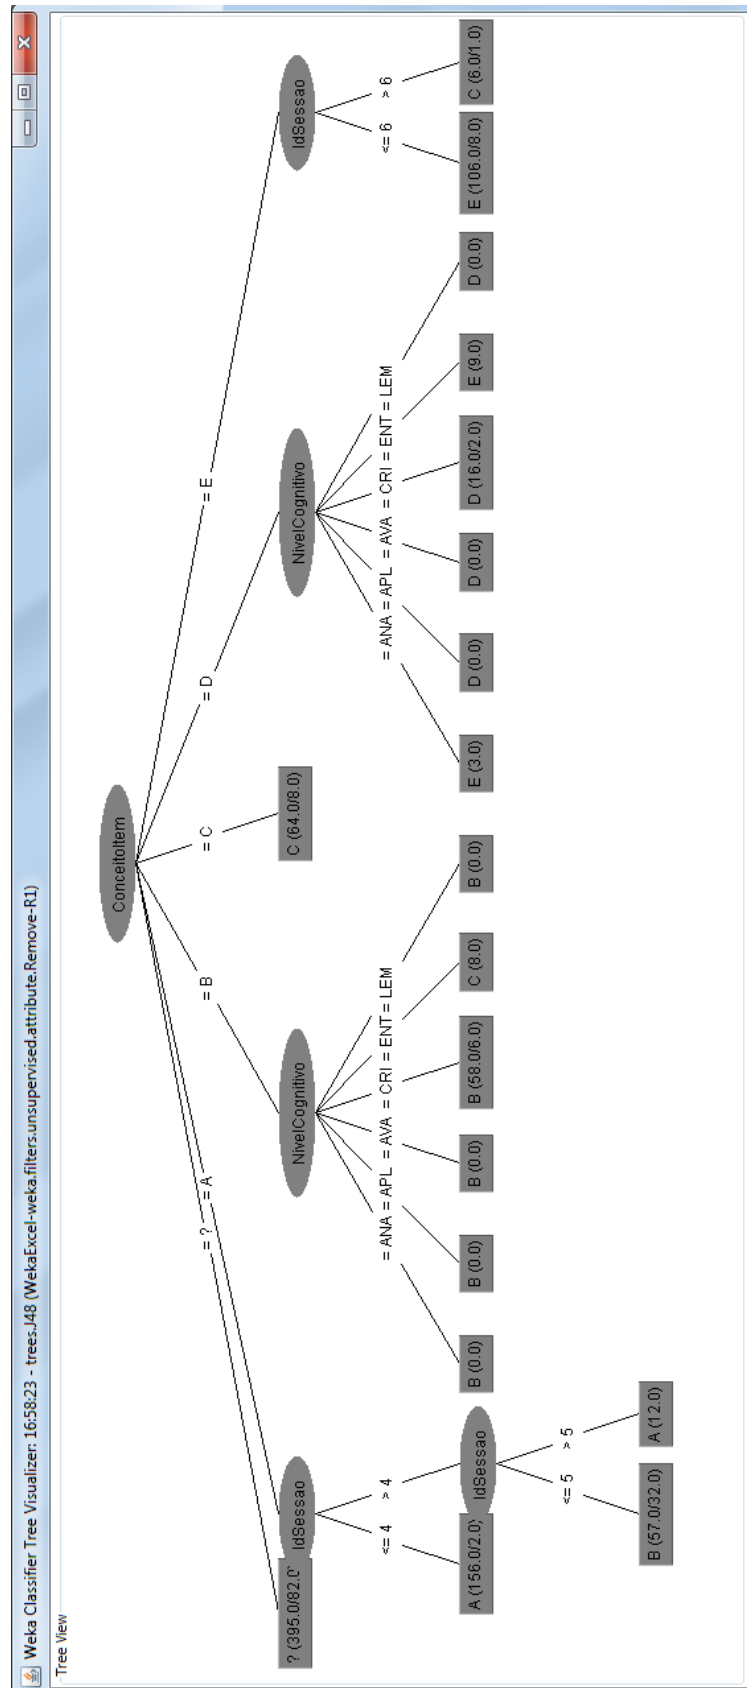 Weka Classifier Tree Visualizer: 16:58:23 - trees.J48 (WekaExcel-weka.filters.unsupervised.attribute.Remove-R1)
Tree View
ConceitoItem
= ?
= A
= B
= C
= D
= E
? (395.0/82.0)
IdSessao
NivelCognitivo
C (64.0/8.0)
NivelCognitivo
IdSessao
<= 4
> 4
= ANA = APL = AVA = CRI = ENT = LEM
= ANA = APL = AVA = CRI = ENT = LEM
<= 6
> 6
A (156.0/2.0)
IdSessao
B (0.0)
B (0.0)
B (0.0)
B (58.0/6.0)
C (8.0)
B (0.0)
E (3.0)
D (0.0)
D (0.0)
D (16.0/2.0)
E (9.0)
D (0.0)
E (106.0/8.0)
C (6.0/1.0)
<= 5
> 5
B (57.0/32.0)
A (12.0)